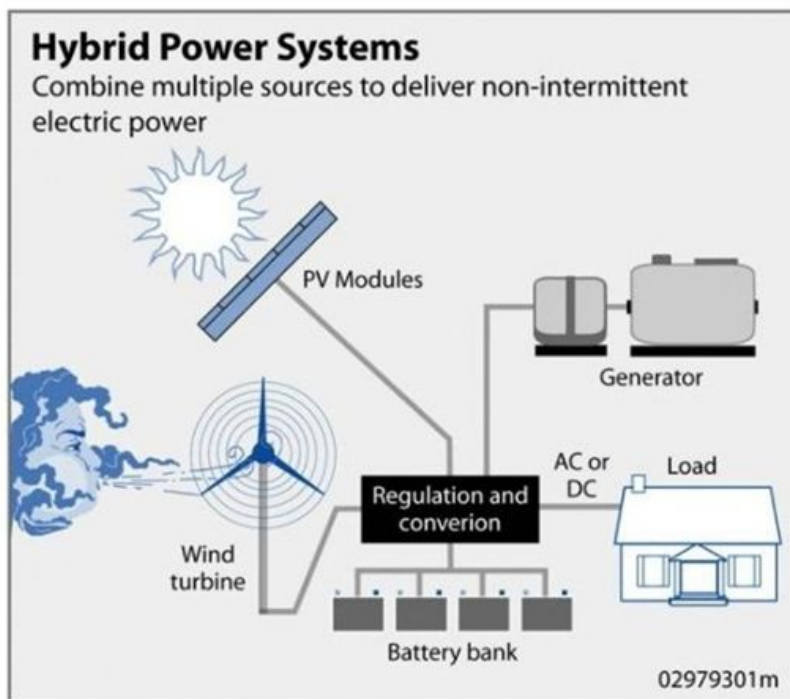 Hybrid Power Systems
Combine multiple sources to deliver non-intermittent
electric power
PV Modules
Generator
AC or
DC
Load
Regulation and
converion
Wind
turbine
Battery bank
02979301m